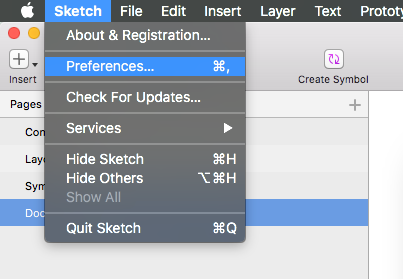 Sketch File Edit Insert Layer Text Prototy
About & Registration...
Preferences... ⌘,
Insert
Create Symbol
Check For Updates...
Pages
Services
Con
Hide Sketch ⌘H
Lay
Hide Others ⌥⌘H
Sym
Show All
Doc
Quit Sketch ⌘Q